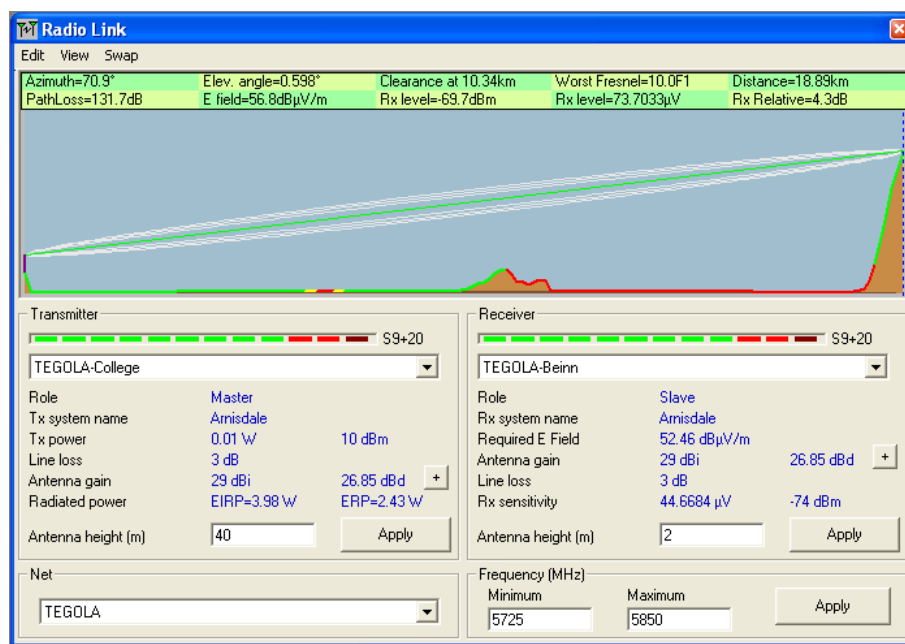 Radio Link
Edit View Swap
Azimuth=70.9° Elev. angle=0.598° Clearance at 10.34km Worst Fresnel=10.0F1 Distance=18.89km
PathLoss=131.7dB E field=56.8dBµV/m Rx level=-69.7dBm Rx level=73.7033µV Rx Relative=4.3dB
Transmitter
S9+20
TEGOLA-College
Role Master
Tx system name Arnisdale
Tx power 0.01 W 10 dBm
Line loss 3 dB
Antenna gain 29 dBi 26.85 dBd +
Radiated power EIRP=3.98 W ERP=2.43 W
Antenna height (m) 40 Apply
Receiver
S9+20
TEGOLA-Beinn
Role Slave
Rx system name Arnisdale
Required E Field 52.46 dBµV/m
Antenna gain 29 dBi 26.85 dBd +
Line loss 3 dB
Rx sensitivity 44.6684 µV -74 dBm
Antenna height (m) 2 Apply
Net
TEGOLA
Frequency (MHz)
Minimum Maximum
5725 5850 Apply